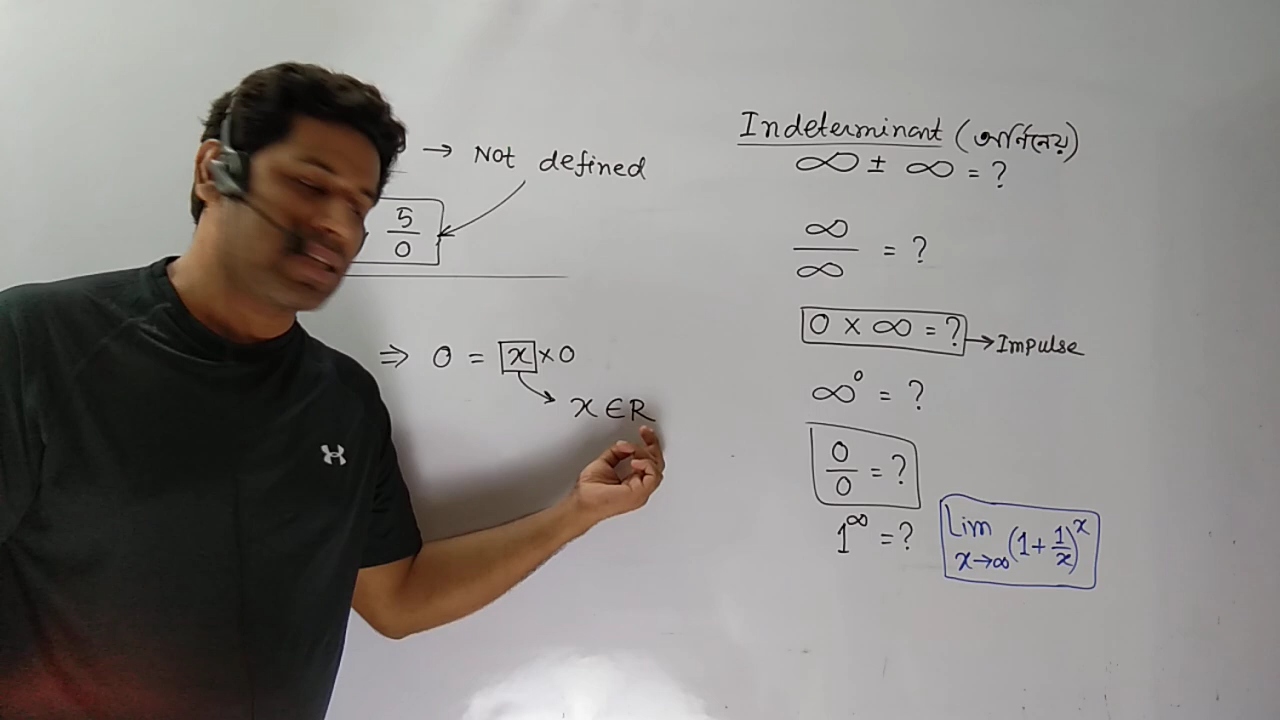 → Not defined
5/0
⇒ 0 = x × 0
x ∈ R
Indeterminant (অনির্নেয়)
∞ ± ∞ = ?
∞/∞ = ?
0 × ∞ = ? → Impulse
∞⁰ = ?
0/0 = ?
1^∞ = ?
Lim x→∞ (1+1/x)^x